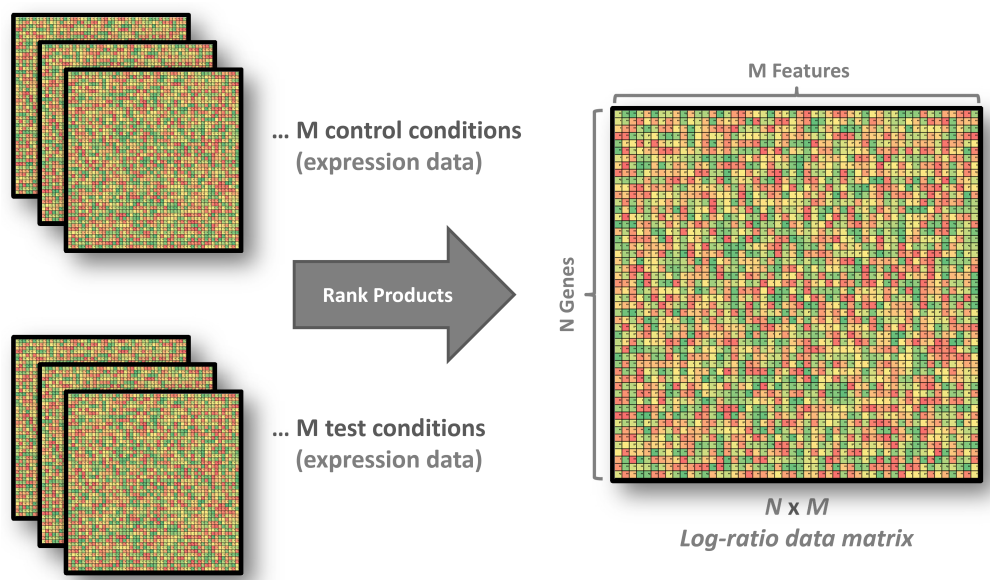 ... M control conditions
(expression data)
Rank Products
... M test conditions
(expression data)
M Features
N Genes
N x M
Log-ratio data matrix